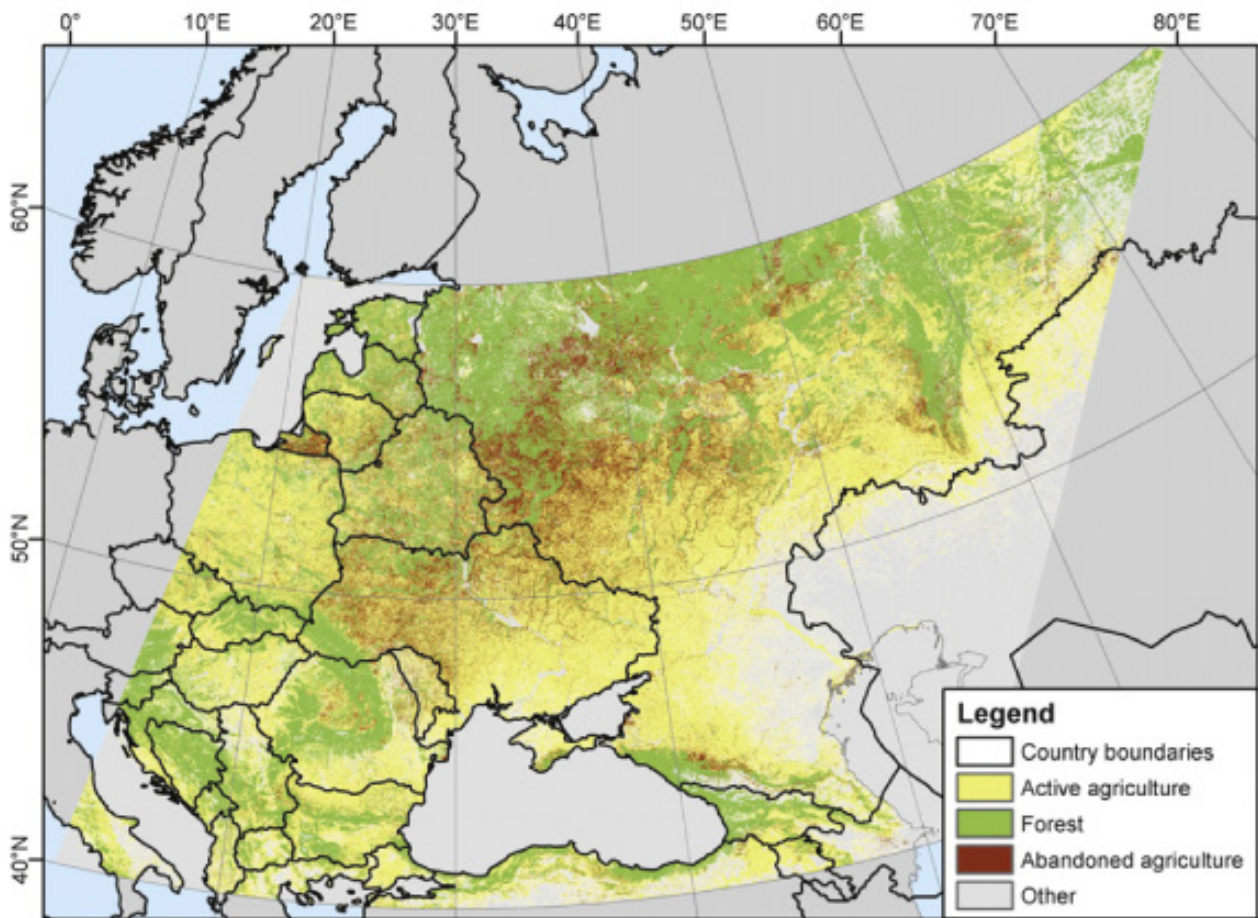 0° 10°E 20°E 30°E 40°E 50°E 60°E 70°E 80°E
60°N
50°N
40°N
Legend
Country boundaries
Active agriculture
Forest
Abandoned agriculture
Other